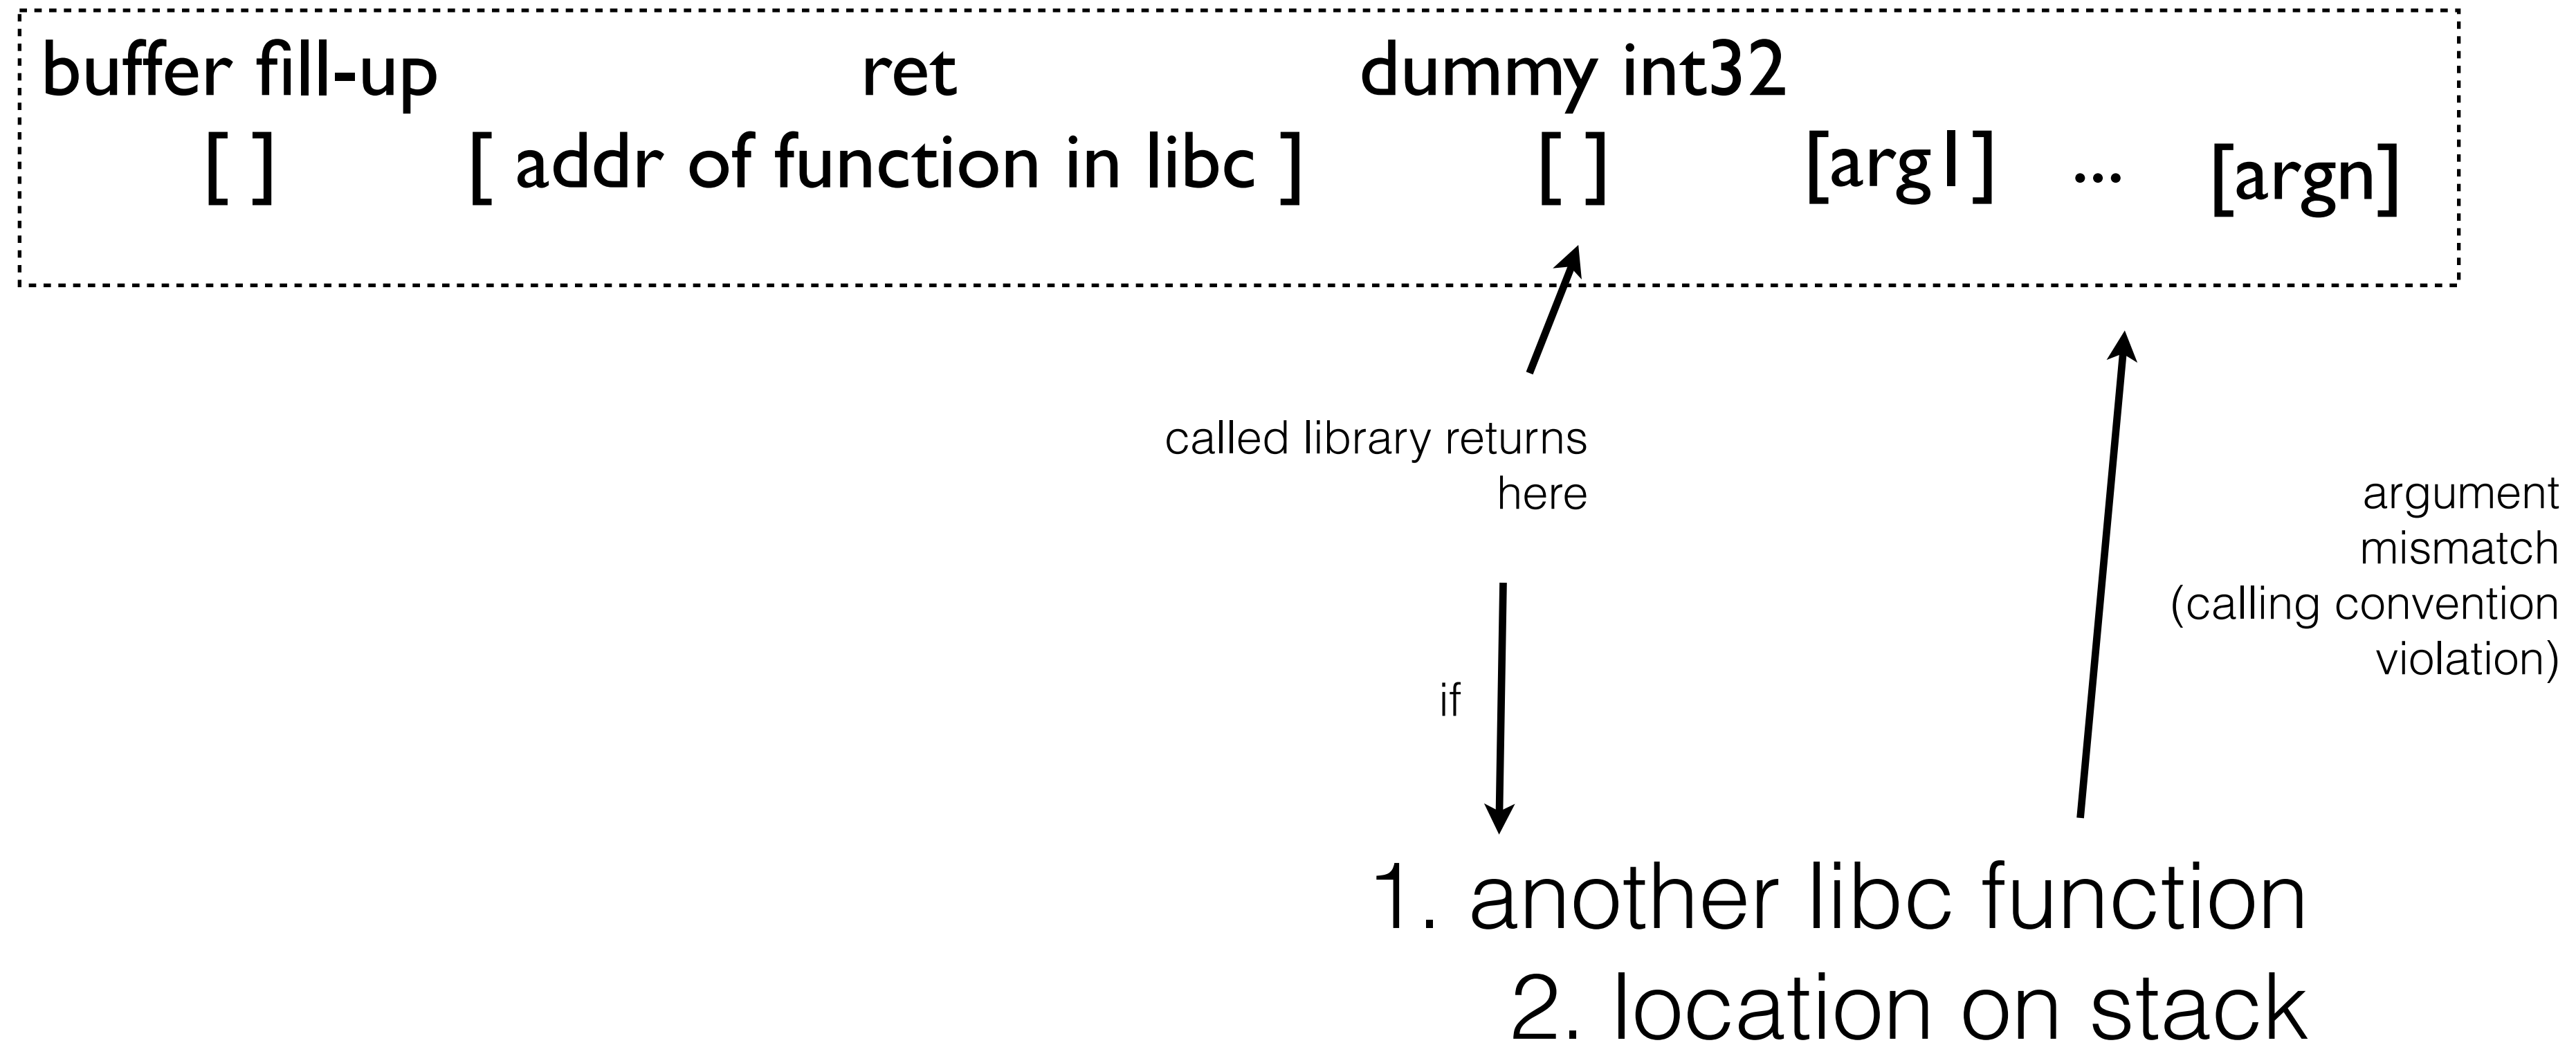 buffer fill-up ret dummy int32
[ ] [ addr of function in libc ] [ ] [arg1] ... [argn]
called library returns
here
argument
mismatch
(calling convention
violation)
if
1. another libc function
2. location on stack